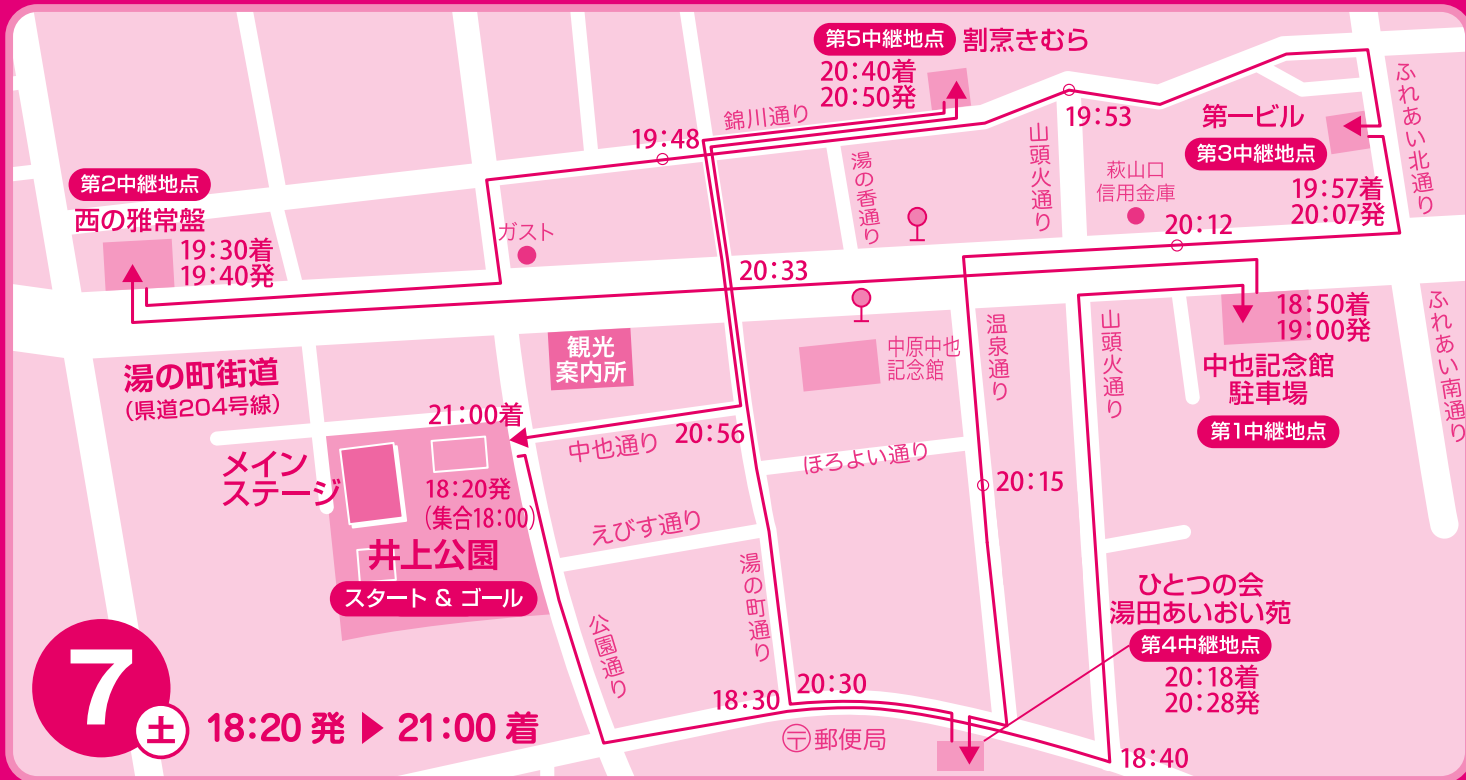 第5中継地点 割烹きむら
20：40着
20：50発
錦川通り
19：48
19：53
ふれあい北通り
第一ビル
第3中継地点
19：57着
20：07発
山頭火通り
萩山口
信用金庫
湯の香通り
20：12
第2中継地点
西の雅常盤
19：30着
19：40発
ガスト
20：33
18：50着
19：00発
中也記念館
駐車場
第1中継地点
ふれあい南通り
山頭火通り
温泉通り
中原中也
記念館
観光
案内所
湯の町街道
（県道204号線）
21：00着
中也通り
20：56
ほろよい通り
メイン
ステージ
18：20発
（集合18：00）
井上公園
スタート & ゴール
えびす通り
20：15
湯の町通り
公園通り
ひとつの会
湯田あいおい苑
第4中継地点
20：18着
20：28発
18：30
20：30
〒郵便局
18：40
7
土
18：20 発 ▶ 21：00 着